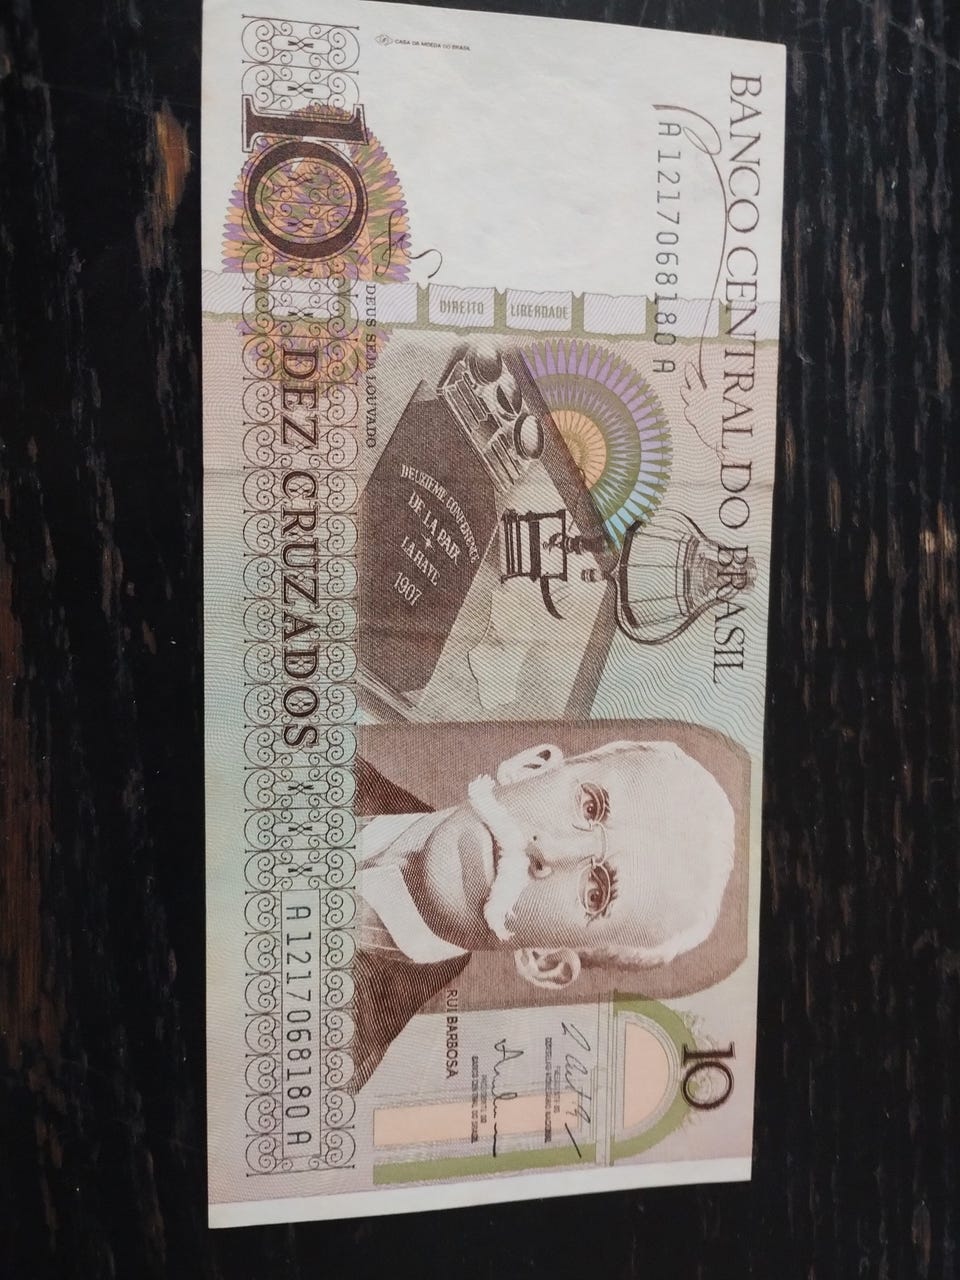 BANCO CENTRAL DO BRASIL
10
A 1217068180 A
DIREITO
LIBERDADE
DEUXIEME CONFERENCE
DE LA PAIX
LA HAYE
1907
CASA DA MOEDA DO BRASIL
DEUS SEJA LOUVADO
10
DEZ CRUZADOS
RUI BARBOSA
A 1217068180 A